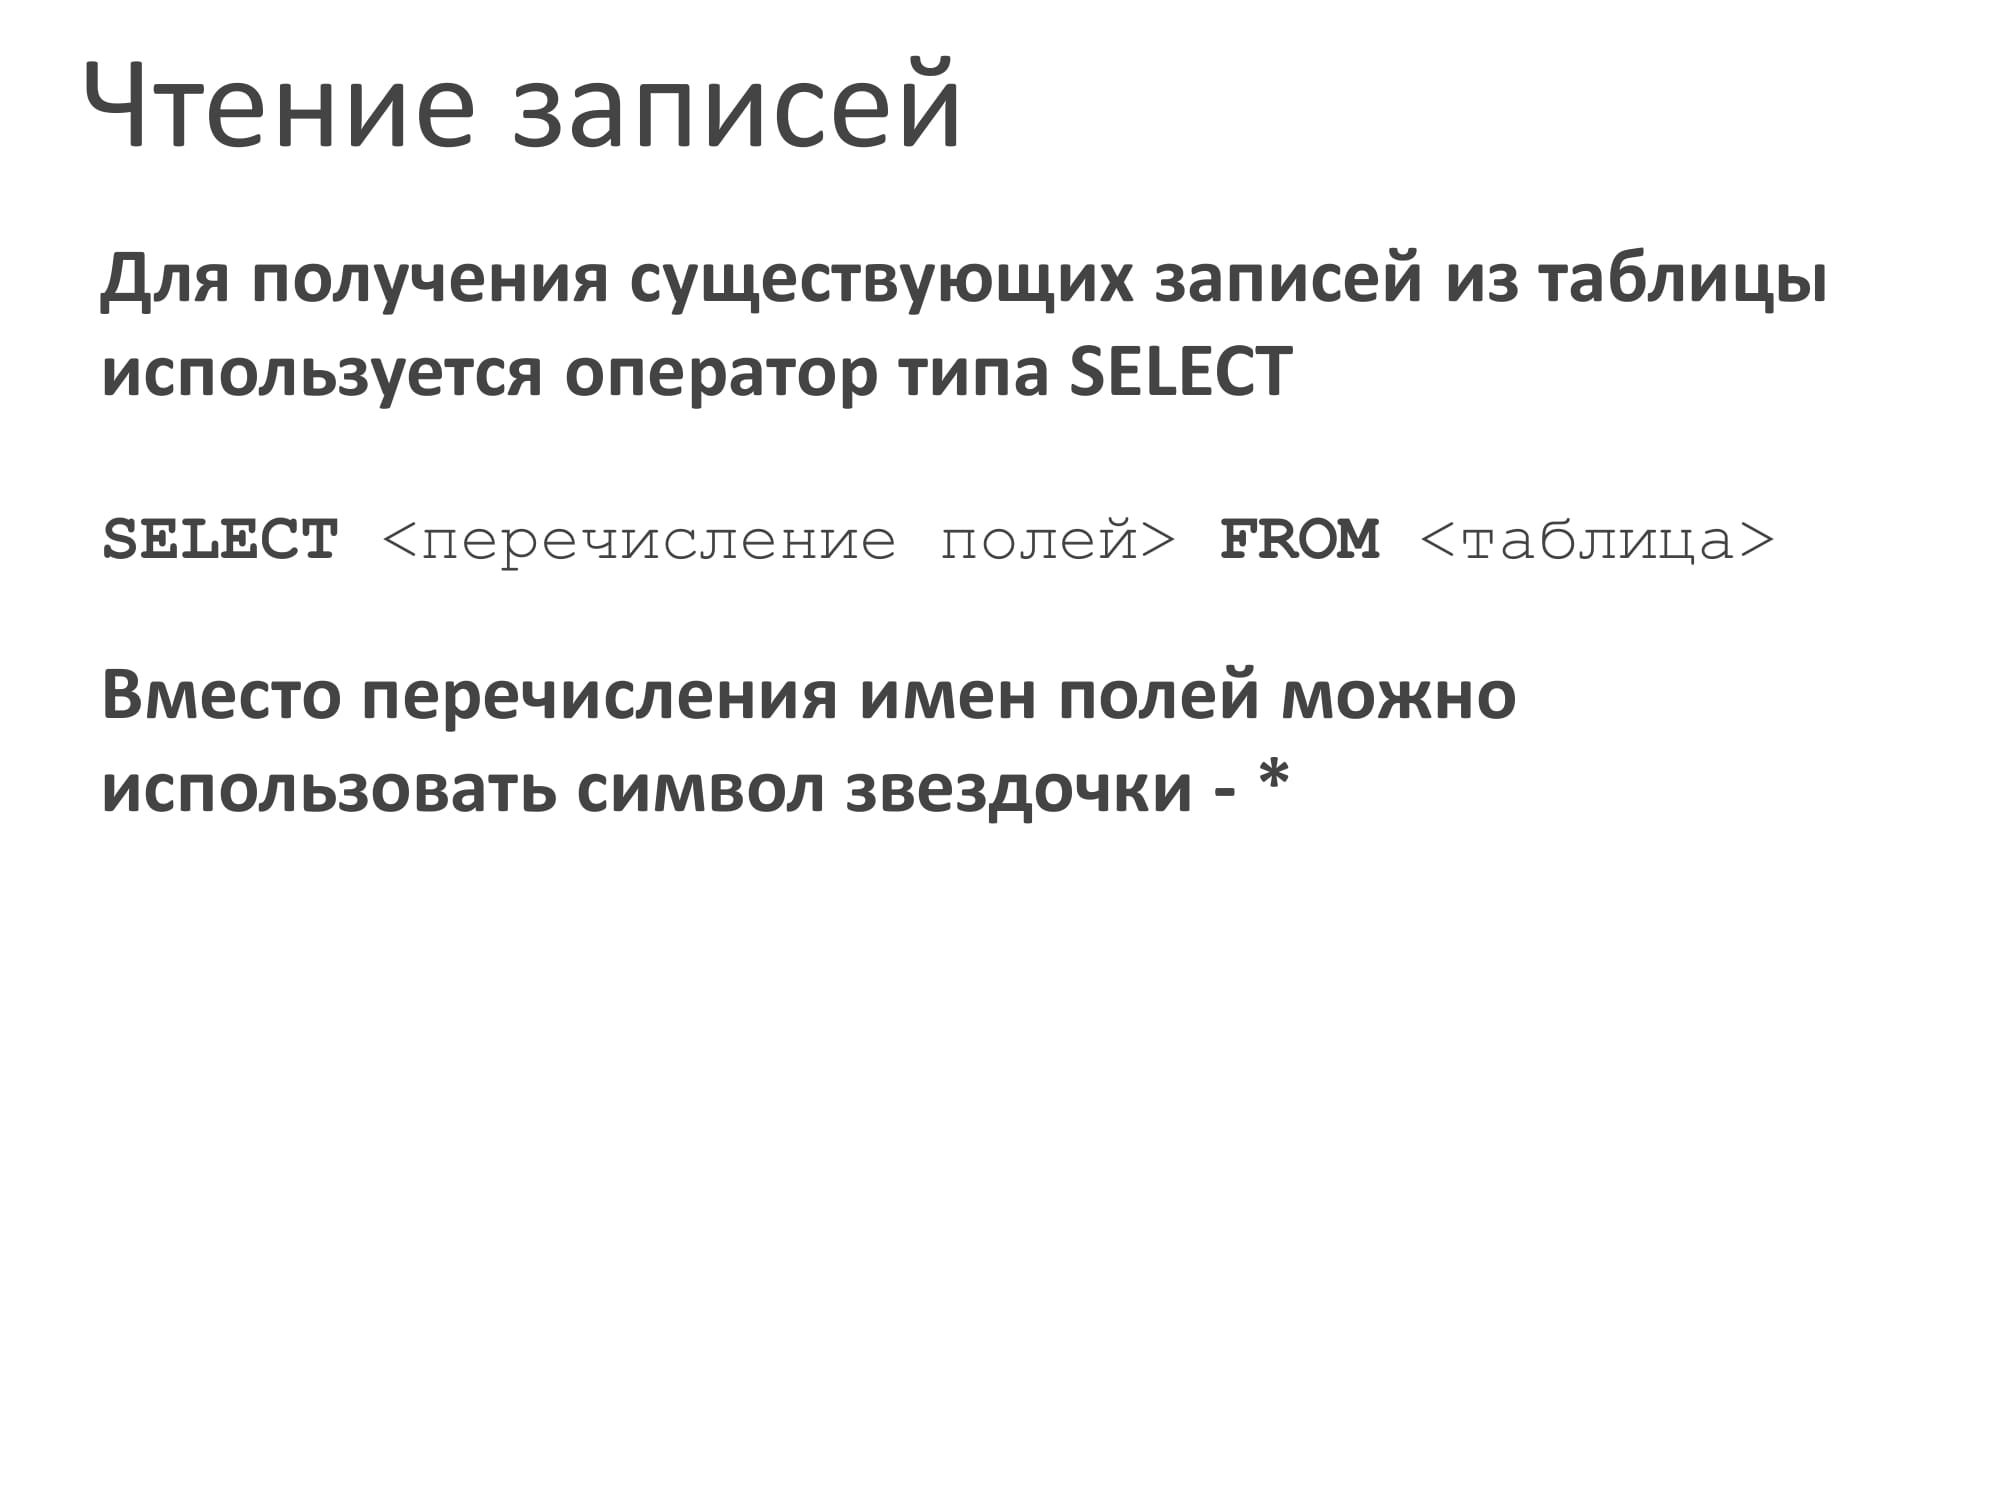 Чтение записей
Для получения существующих записей из таблицы
используется оператор типа SELECT
SELECT <перечисление полей> FROM <таблица>
Вместо перечисления имен полей можно
использовать символ звездочки - *